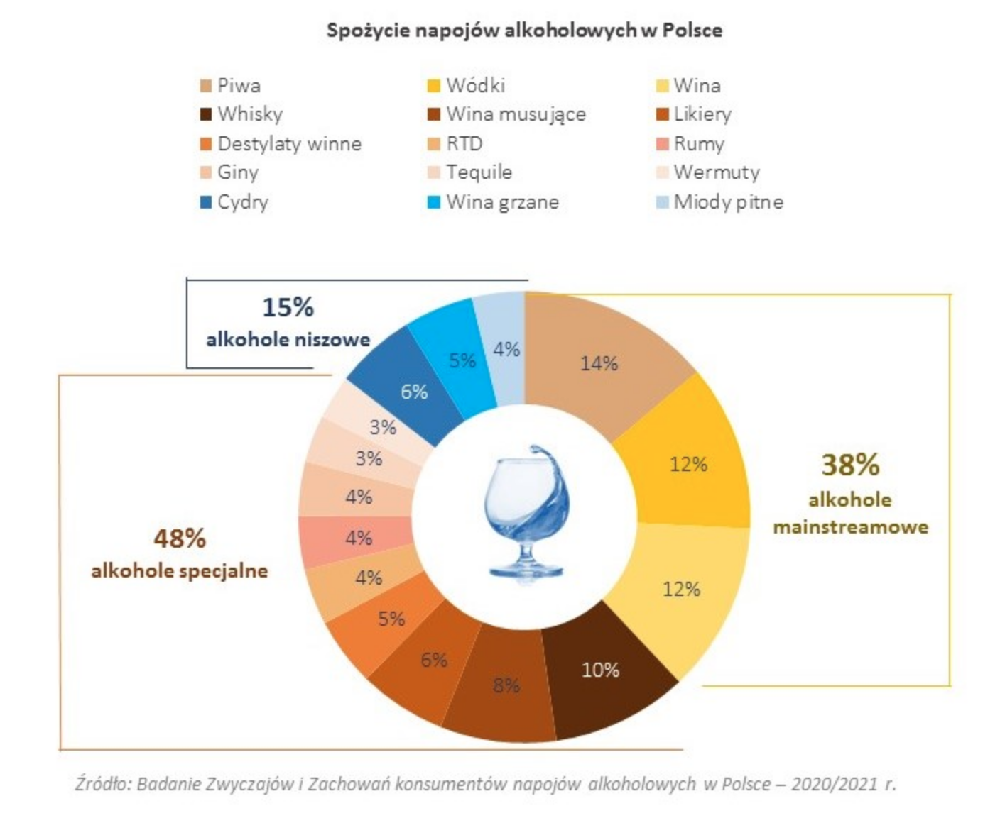 Spożycie napojów alkoholowych w Polsce
Piwa Wódki Wina
Whisky Wina musujące Likiery
Destylaty winne RTD Rumy
Giny Tequile Wermuty
Cydry Wina grzane Miody pitne
15%
alkohole niszowe
4%
14%
5%
6%
3%
3%
12%
38%
alkohole
mainstreamowe
4%
48%
alkohole specjalne
4%
4%
12%
5%
6%
8%
10%
Źródło: Badanie Zwyczajów i Zachowań konsumentów napojów alkoholowych w Polsce – 2020/2021 r.